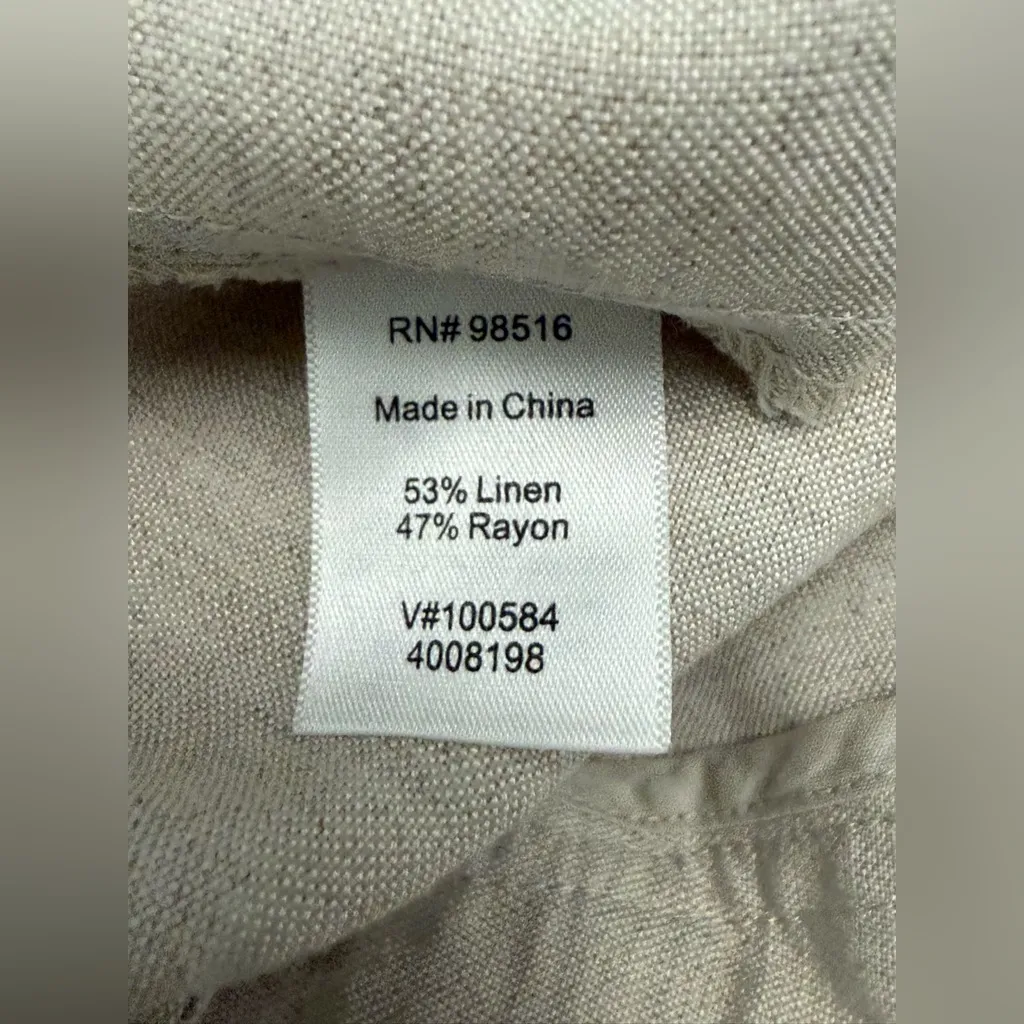 RN# 98516
Made in China
53% Linen
47% Rayon
V#100584
4008198